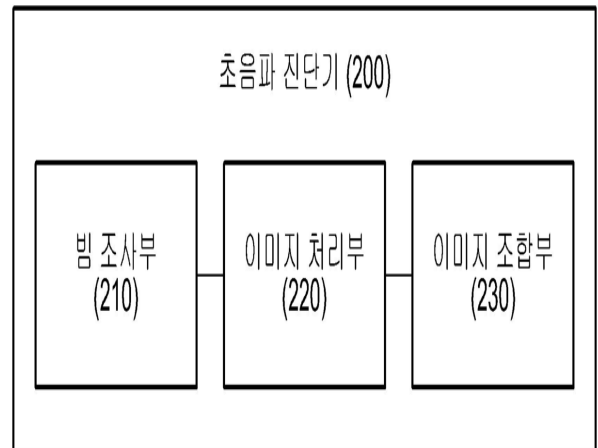 초음파 진단기 (200)
빔 조사부
(210)
이미지 처리부
(220)
이미지 조합부
(230)